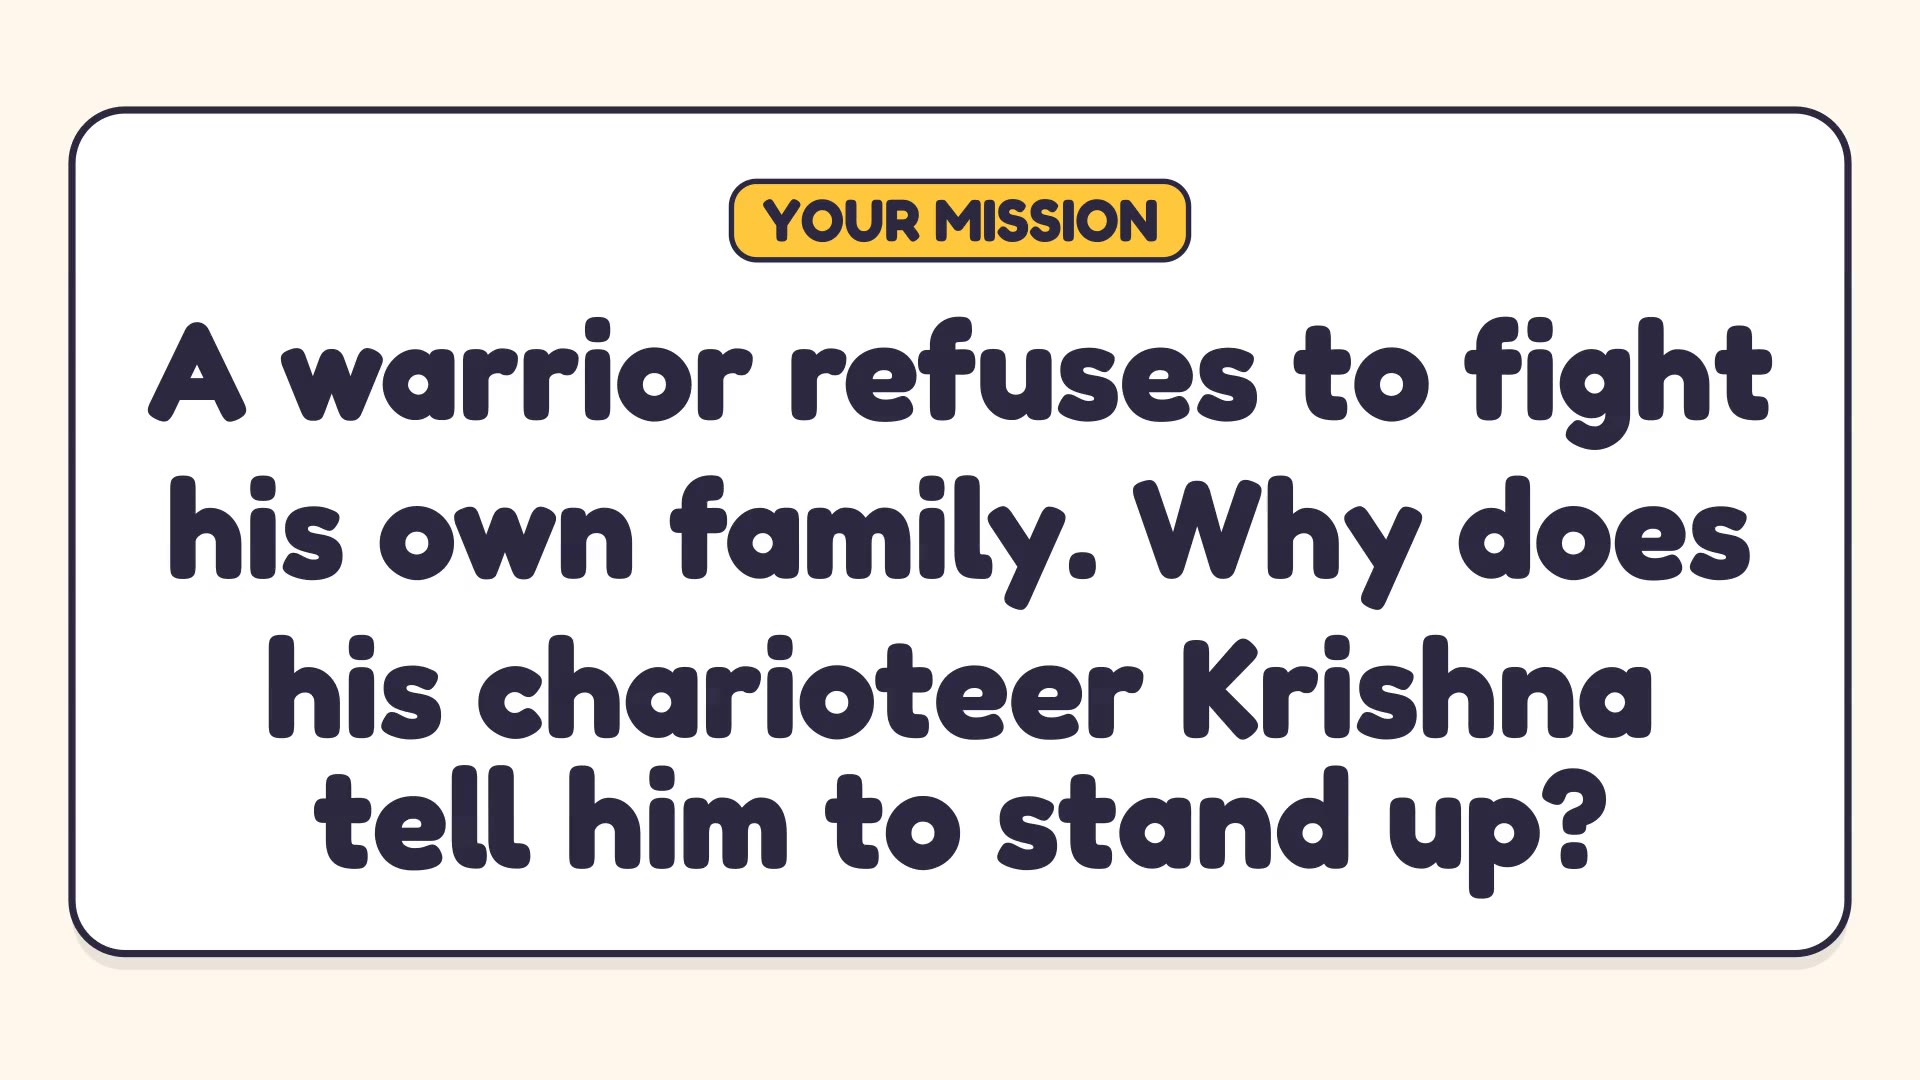 YOUR MISSION
A warrior refuses to fight
his own family. Why does
his charioteer Krishna
tell him to stand up?